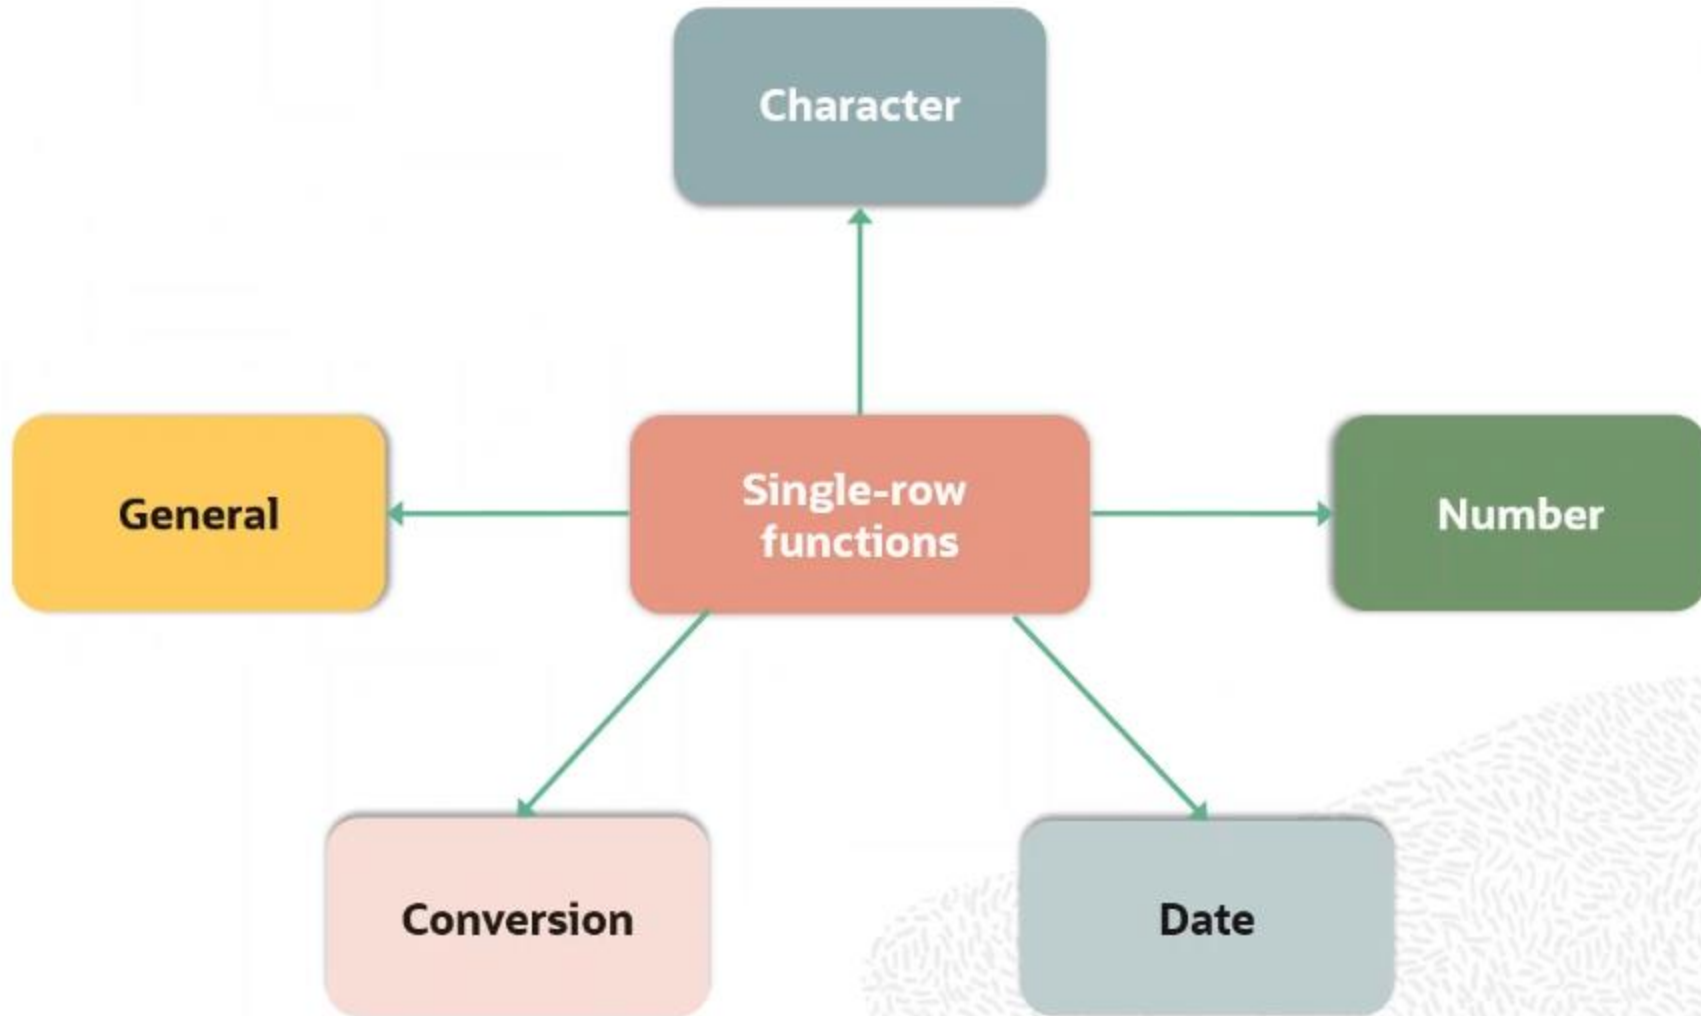 Character
General
Single-row
functions
Number
Conversion
Date